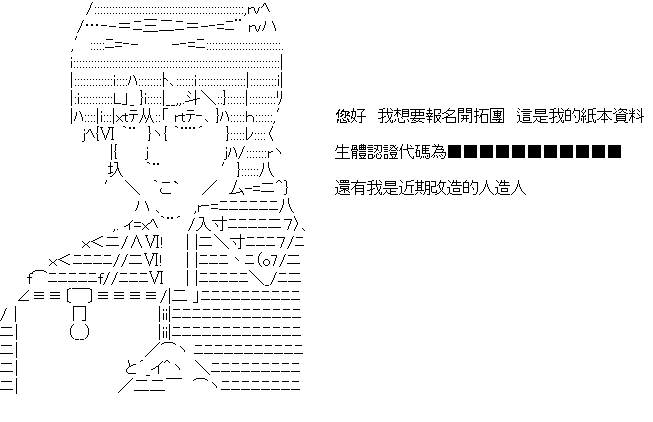 您好　我想要報名開拓團　這是我的紙本資料
生體認證代碼為■■■■■■■■■■■
還有我是近期改造的人造人